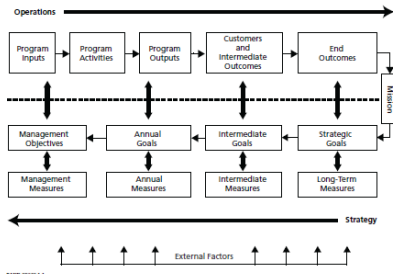 Operations
Program
Inputs
Program
Activities
Program
Outputs
Customers
and
Intermediate
Outcomes
End
Outcomes
Mission
Management
Objectives
Annual
Goals
Intermediate
Goals
Strategic
Goals
Management
Measures
Annual
Measures
Intermediate
Measures
Long-Term
Measures
Strategy
External Factors